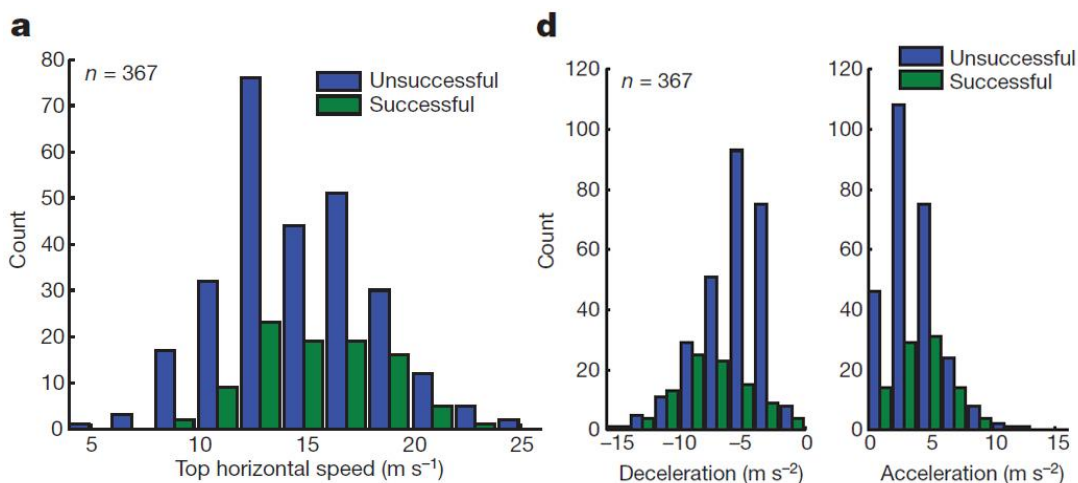 a
80
70
60
50
40
30
20
10
0
Count
n = 367
Unsuccessful
Successful
5 10 15 20 25
Top horizontal speed (m s⁻¹)
d
120
100
80
60
40
20
0
Count
n = 367
−15 −10 −5 0
Deceleration (m s⁻²)
Unsuccessful
Successful
120
100
80
60
40
20
0
0 5 10 15
Acceleration (m s⁻²)